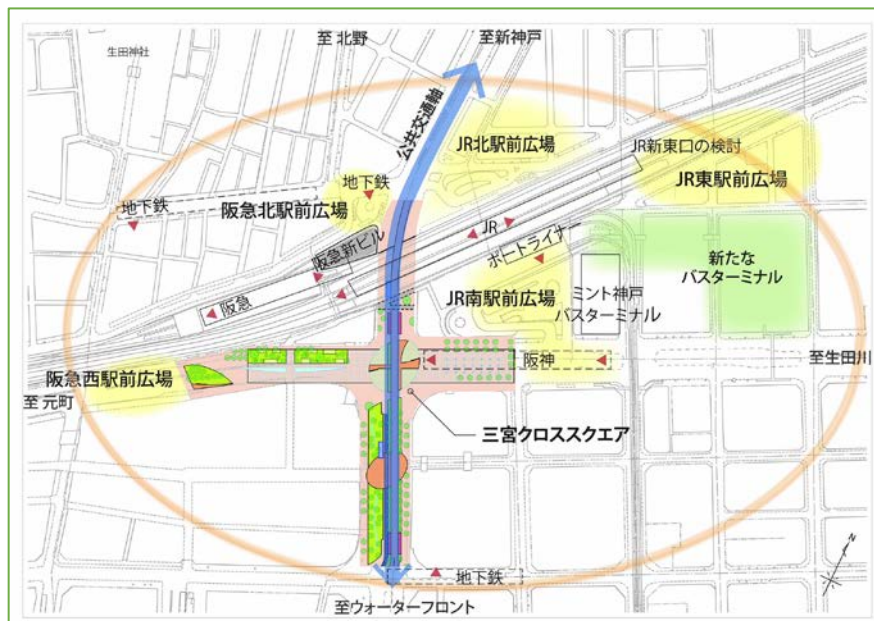 至 北野
至新神戸
生田神社
公共交通軸
JR北駅前広場
JR新東口の検討
地下鉄
JR東駅前広場
地下鉄
阪急北駅前広場
JR
阪急新ビル
ポートライナー
新たな
バスターミナル
阪急
JR南駅前広場
ミント神戸
バスターミナル
阪神
至生田川
阪急西駅前広場
至 元町
三宮クロススクエア
地下鉄
至ウォーターフロント
N